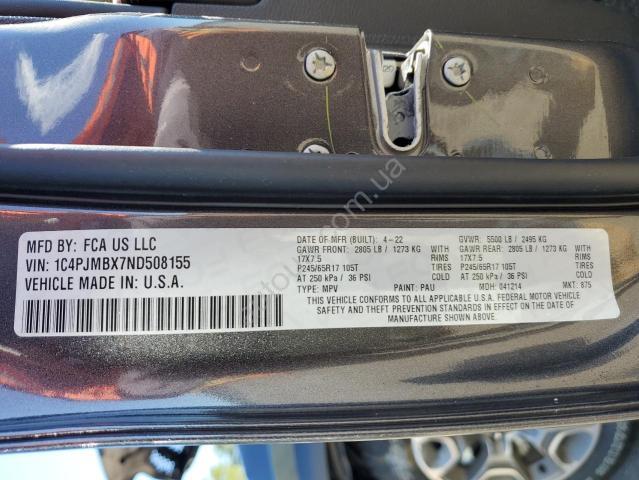 20
MFD BY: FCA US LLC
VIN: 1C4PJMBX7ND508155
VEHICLE MADE IN: U.S.A.
DATE OF MFR (BUILT): 4-22 GVWR: 5500 LB / 2495 KG
GAWR FRONT: 2805 LB / 1273 KG GAWR REAR: 2805 LB / 1273 KG
17X7.5 RIMS 17X7.5 RIMS
P245/65R17 105T TIRES P245/65R17 105T TIRES
AT 250 kPa / 36 PSI COLD AT 250 kPa / 36 PSI COLD
TYPE: MPV PAINT: PAU MDH: 041214 MKT: 875
THIS VEHICLE CONFORMS TO ALL APPLICABLE U.S.A. FEDERAL MOTOR VEHICLE
SAFETY AND THEFT PREVENTION STANDARDS IN EFFECT ON THE DATE OF
MANUFACTURE SHOWN ABOVE.